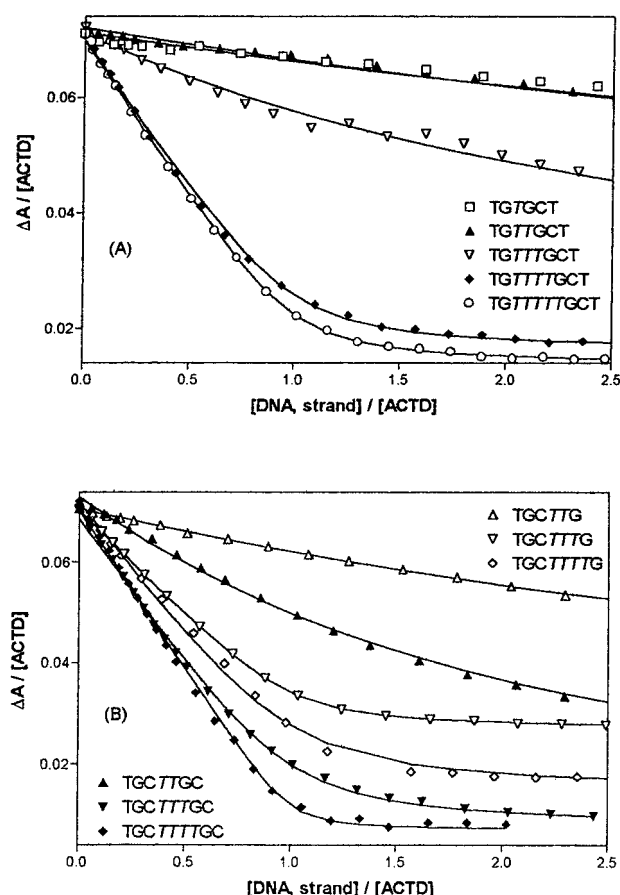 0.06
0.04
0.02
ΔA / [ACTD]
(A)
TGTGCT
TGTTGCT
TGTTTGCT
TGTTTTGCT
TGTTTTTGCT
0.0 0.5 1.0 1.5 2.0 2.5
[DNA, strand] / [ACTD]
0.06
0.04
0.02
ΔA / [ACTD]
(B)
TGCTTG
TGCTTTG
TGCTTTTG
TGCTTGC
TGCTTTGC
TGCTTTTGC
0.0 0.5 1.0 1.5 2.0 2.5
[DNA, strand] / [ACTD]